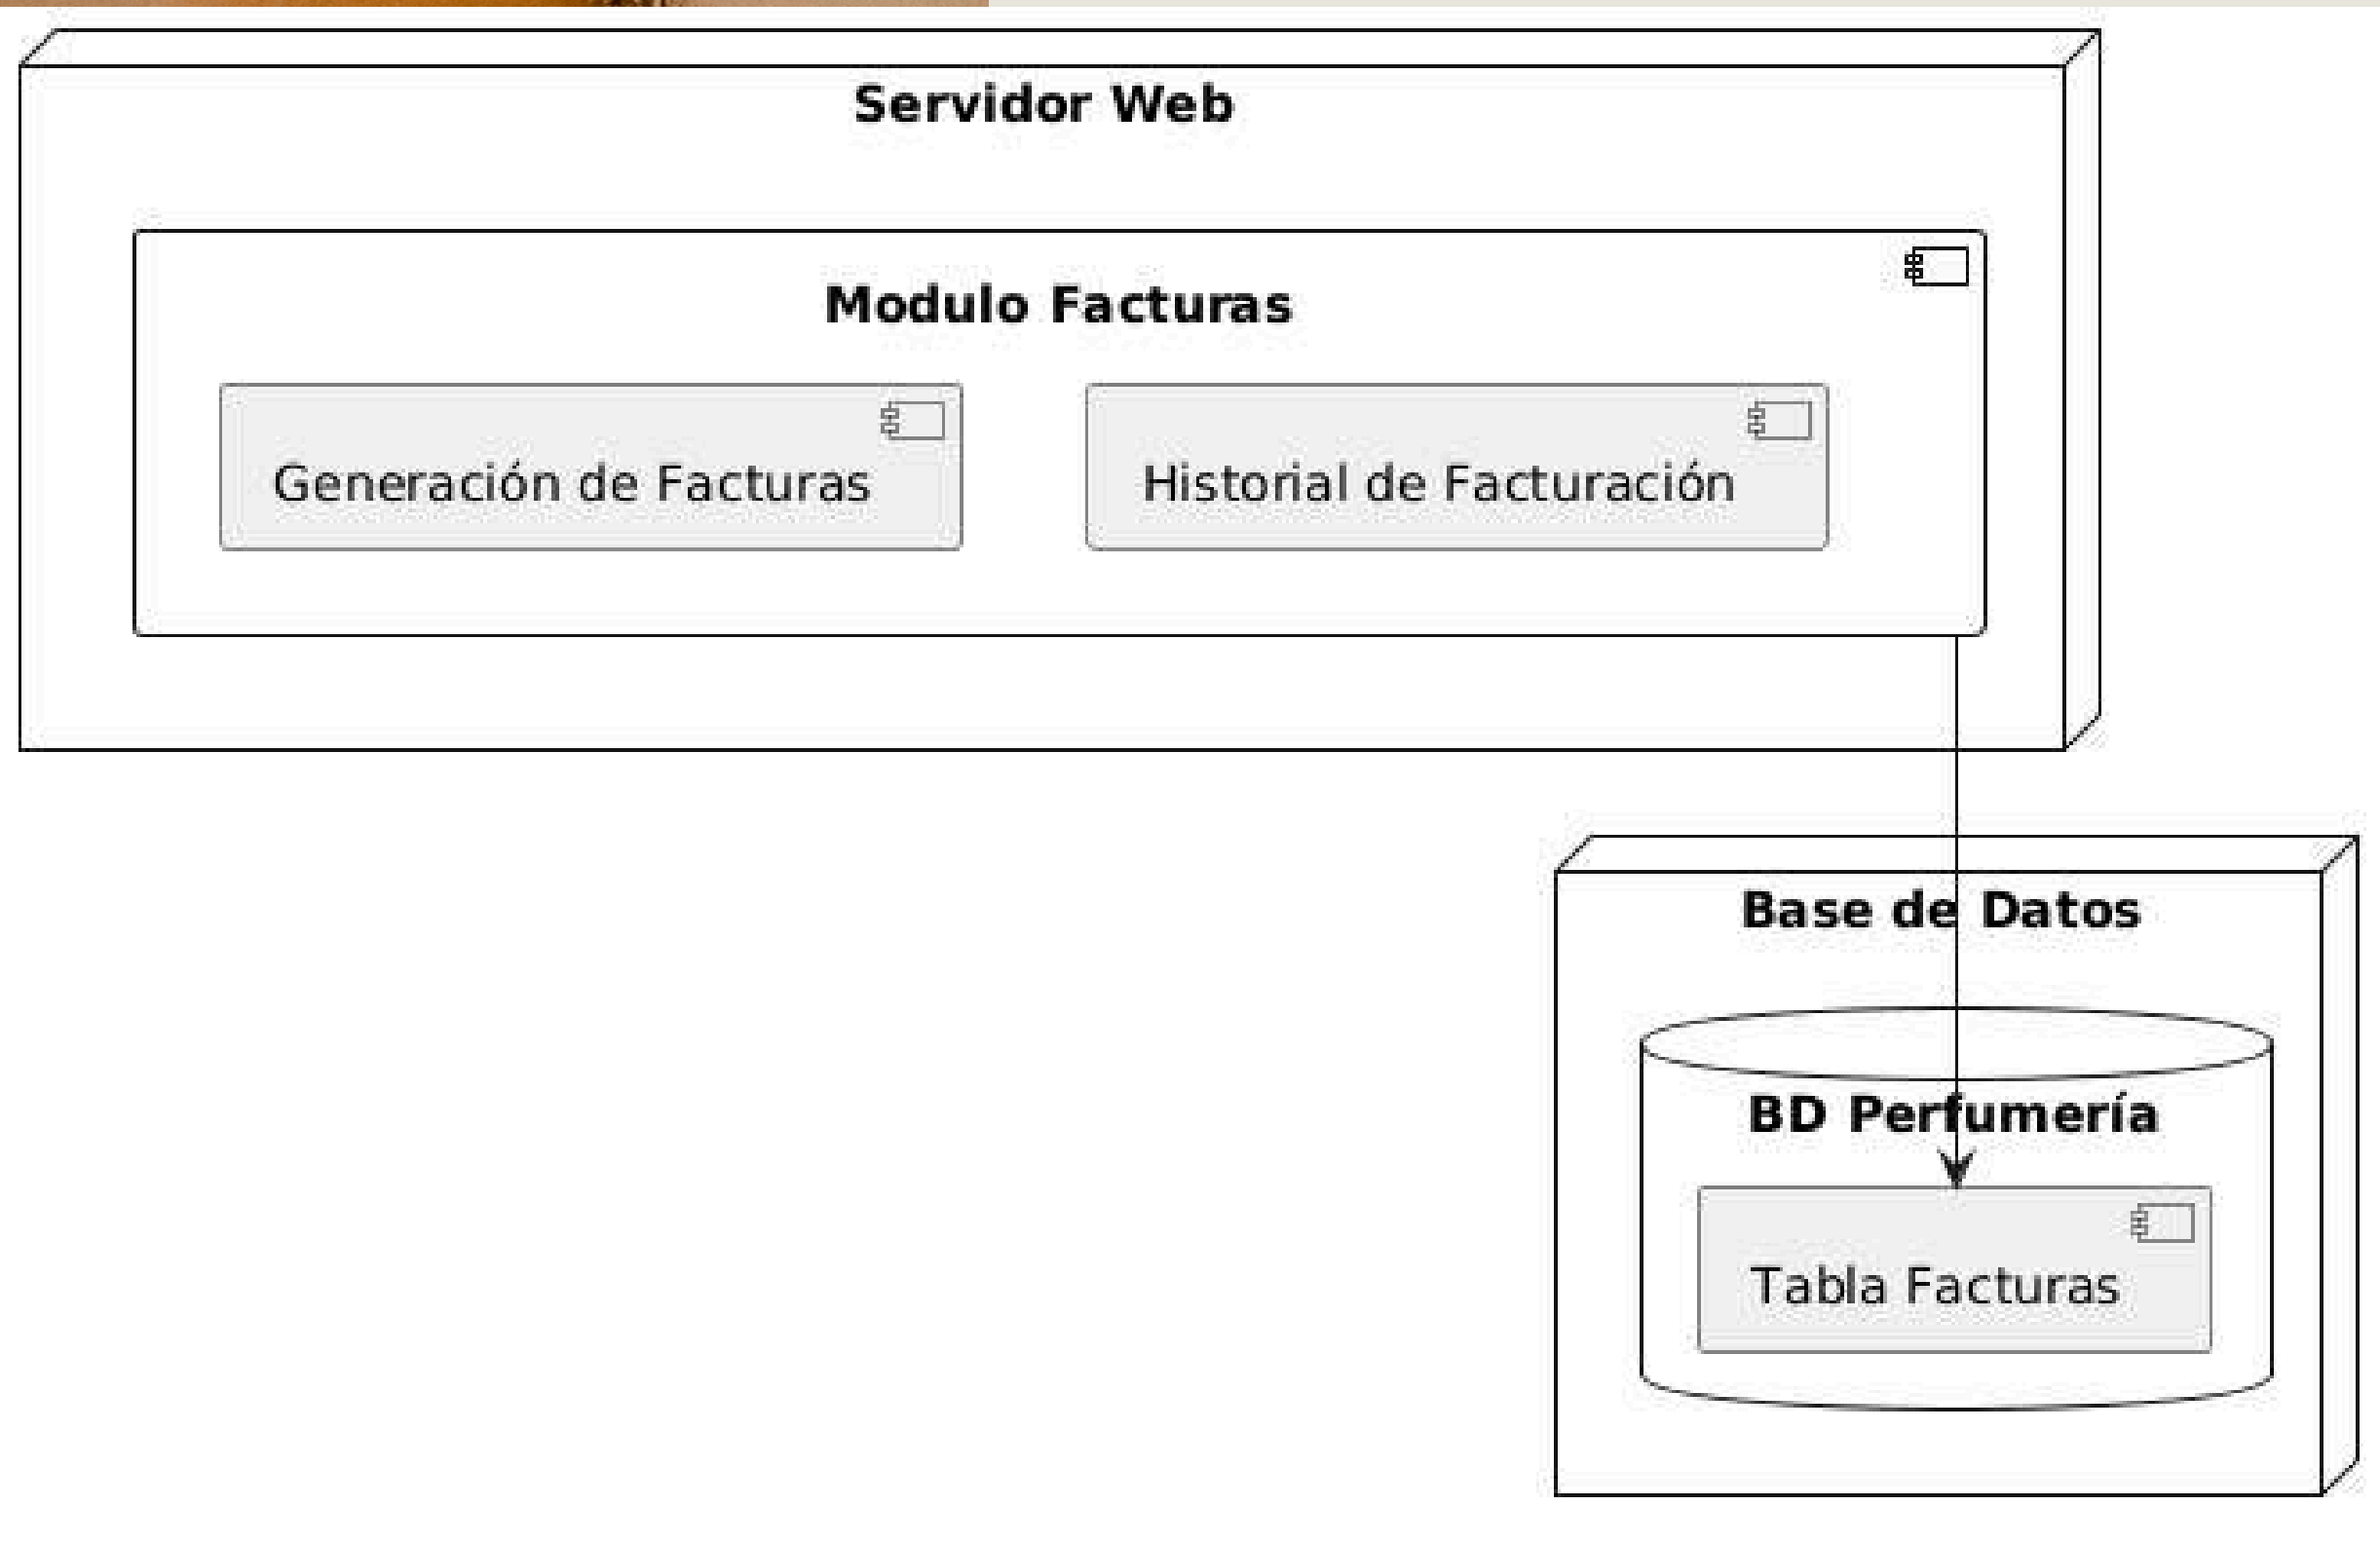 Servidor Web
Modulo Facturas
Generación de Facturas
Historial de Facturación
Base de Datos
BD Perfumería
Tabla Facturas